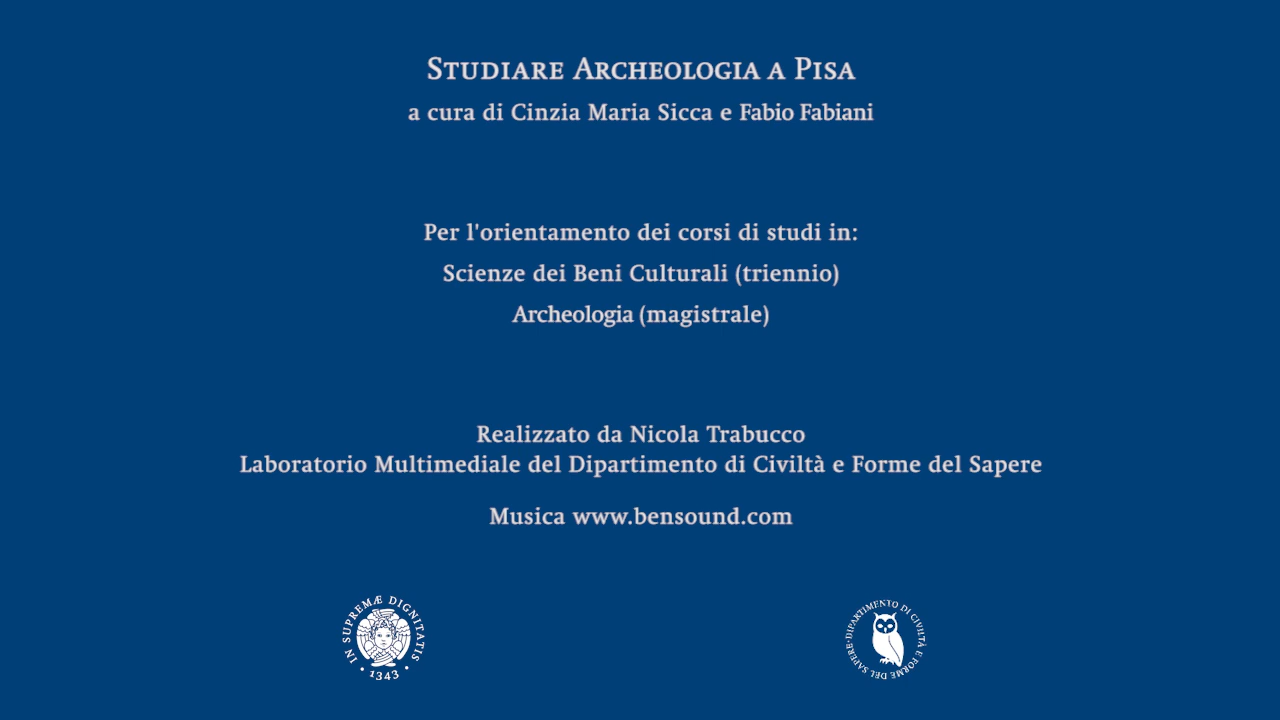 Studiare Archeologia a Pisa
a cura di Cinzia Maria Sicca e Fabio Fabiani
Per l'orientamento dei corsi di studi in:
Scienze dei Beni Culturali (triennio)
Archeologia (magistrale)
Realizzato da Nicola Trabucco
Laboratorio Multimediale del Dipartimento di Civiltà e Forme del Sapere
Musica www.bensound.com
IN SUPREMÆ DIGNITATIS • 1343 •
DIPARTIMENTO DI CIVILTÀ E FORME DEL SAPERE •